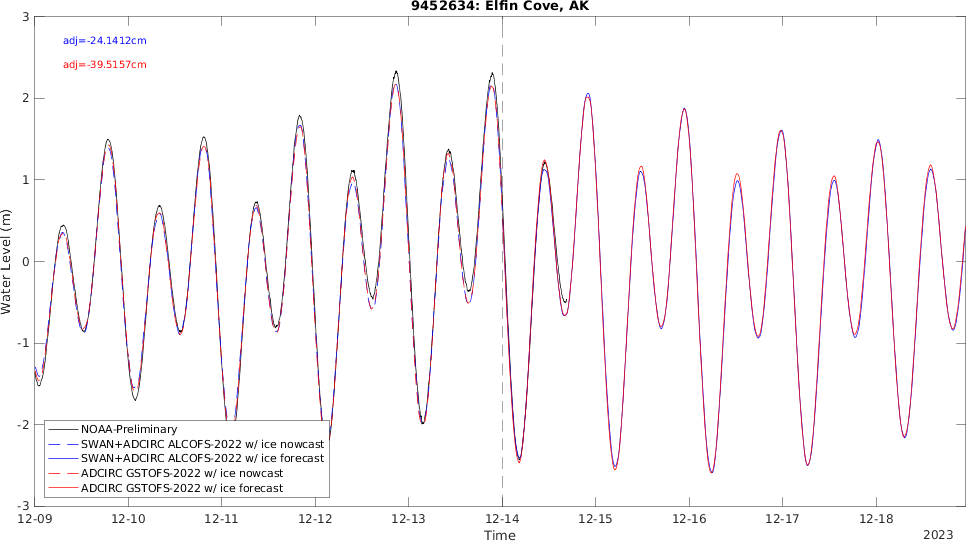 9452634: Elfin Cove, AK
3
adj=-24.1412cm
adj=-39.5157cm
2
1
0
-1
-2
-3
Water Level (m)
NOAA-Preliminary
SWAN+ADCIRC ALCOFS-2022 w/ ice nowcast
SWAN+ADCIRC ALCOFS-2022 w/ ice forecast
ADCIRC GSTOFS-2022 w/ ice nowcast
ADCIRC GSTOFS-2022 w/ ice forecast
12-09 12-10 12-11 12-12 12-13 12-14 12-15 12-16 12-17 12-18
Time
2023